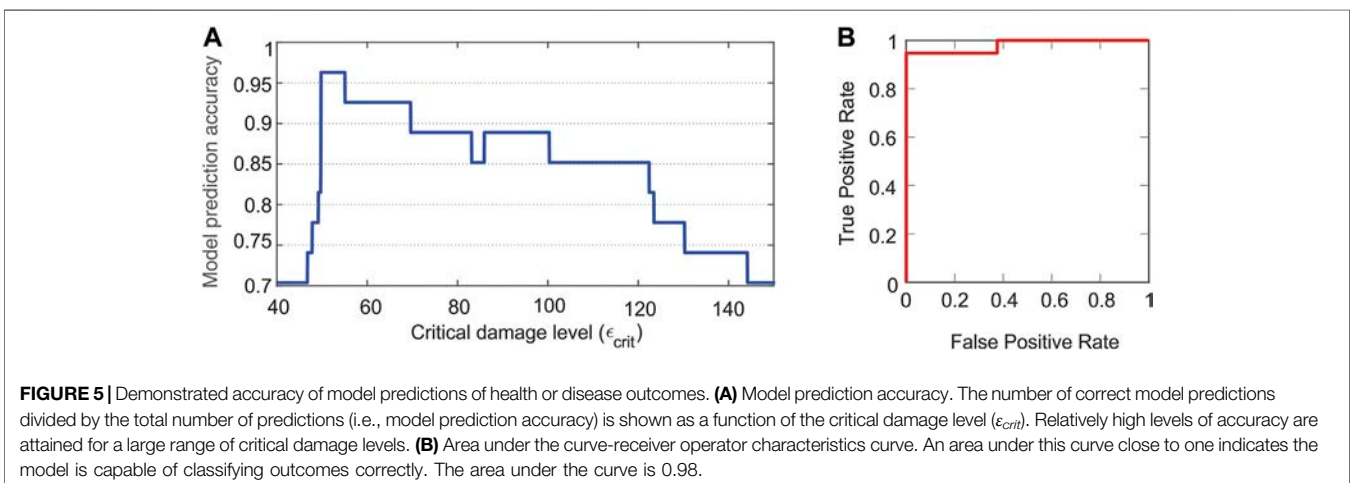 A
Model prediction accuracy
1
0.95
0.9
0.85
0.8
0.75
0.7
40 60 80 100 120 140
Critical damage level (ϵcrit)
B
True Positive Rate
1
0.8
0.6
0.4
0.2
0
0 0.2 0.4 0.6 0.8 1
False Positive Rate
FIGURE 5 | Demonstrated accuracy of model predictions of health or disease outcomes. (A) Model prediction accuracy. The number of correct model predictions
divided by the total number of predictions (i.e., model prediction accuracy) is shown as a function of the critical damage level (εcrit). Relatively high levels of accuracy are
attained for a large range of critical damage levels. (B) Area under the curve-receiver operator characteristics curve. An area under this curve close to one indicates the
model is capable of classifying outcomes correctly. The area under the curve is 0.98.